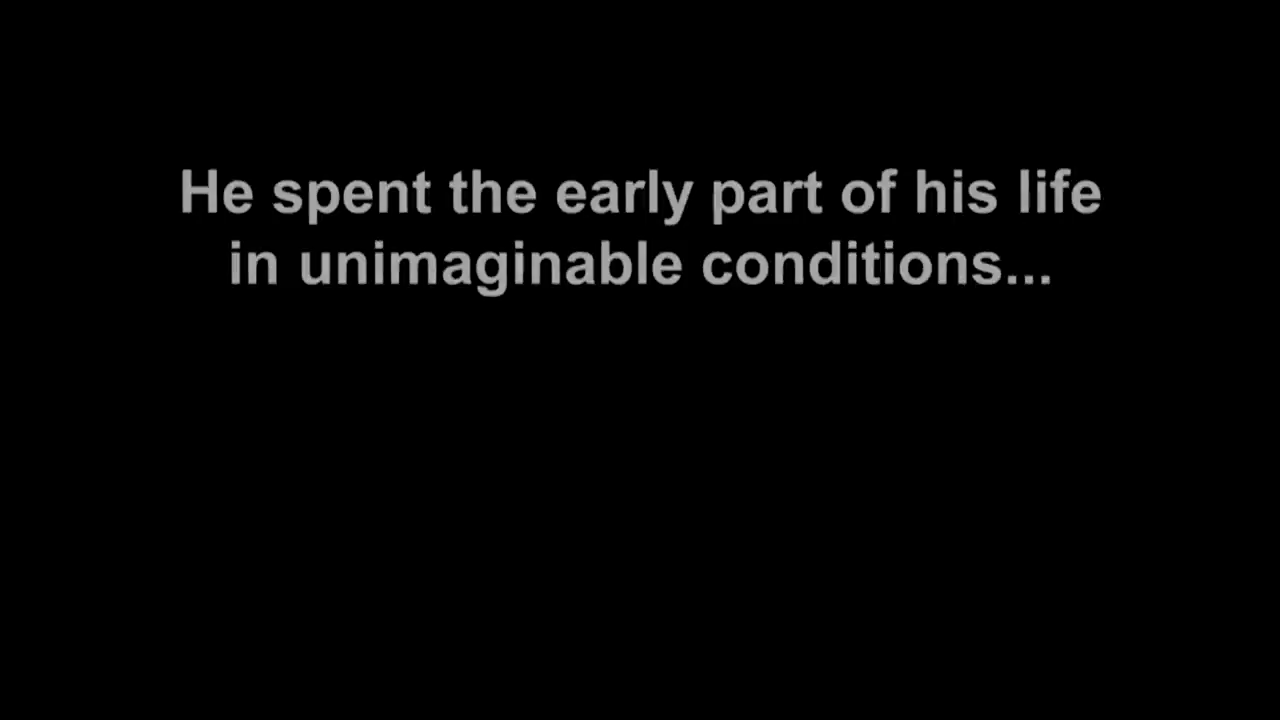 He spent the early part of his life
in unimaginable conditions...